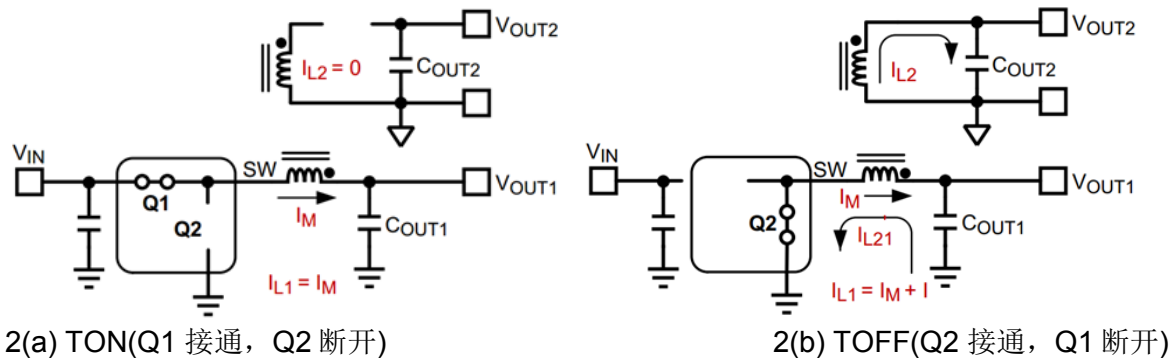 VOUT2
IL2 = 0
COUT2
VIN
SW
VOUT1
Q1
IM
Q2
COUT1
IL1 = IM
2(a) TON(Q1 接通，Q2 断开)
VOUT2
IL2
COUT2
VIN
SW
VOUT1
IM
Q2
IL21
COUT1
IL1 = IM + I
2(b) TOFF(Q2 接通，Q1 断开)